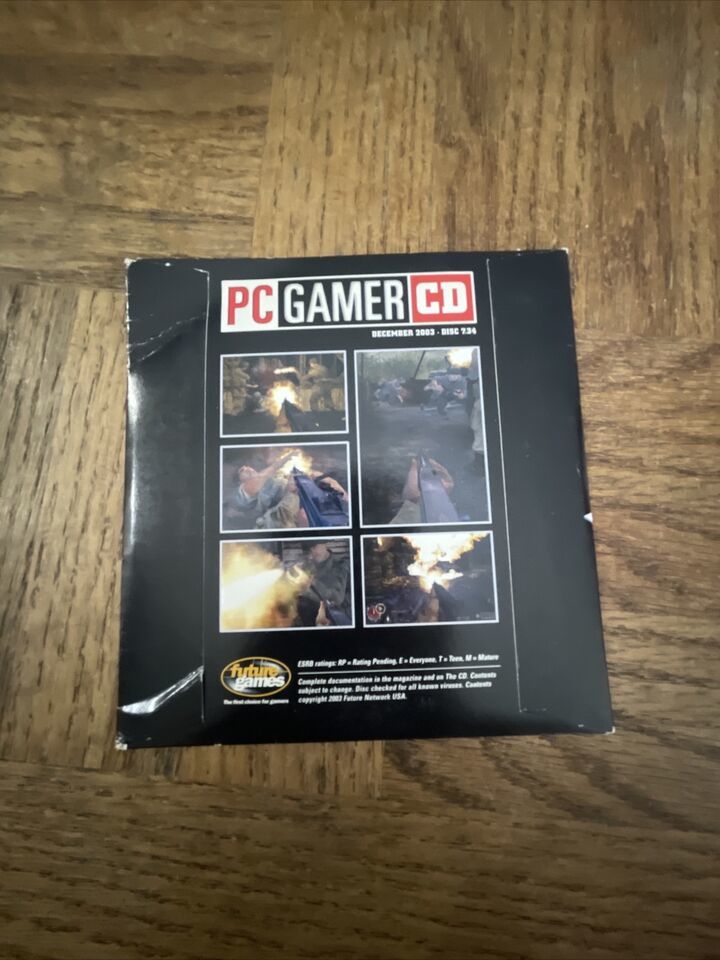 PC GAMER CD
DECEMBER 2003 · DISC 7.34
future games
The first choice for gamers
ESRB ratings: RP = Rating Pending, E = Everyone, T = Teen, M = Mature
Complete documentation in the magazine and on The CD. Contents
subject to change. Disc checked for all known viruses. Contents
copyright 2003 Future Network USA.